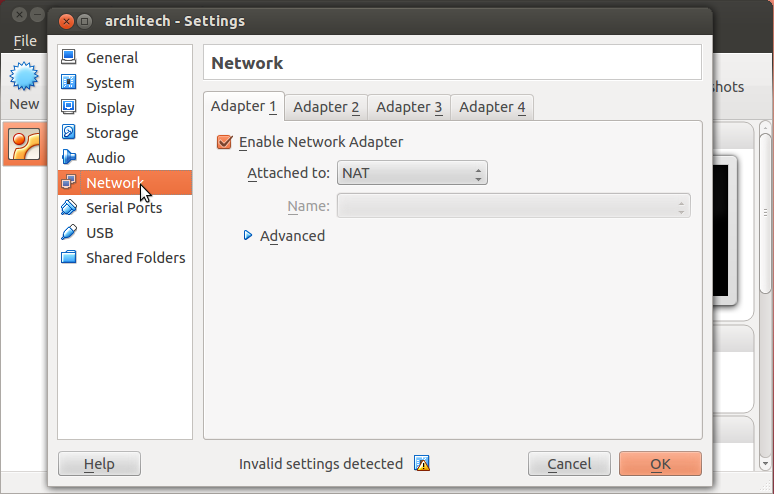 architech - Settings
File
New
shots
General
System
Display
Storage
Audio
Network
Serial Ports
USB
Shared Folders
Network
Adapter 1 Adapter 2 Adapter 3 Adapter 4
Enable Network Adapter
Attached to: NAT
Name:
Advanced
Help
Invalid settings detected
Cancel
OK